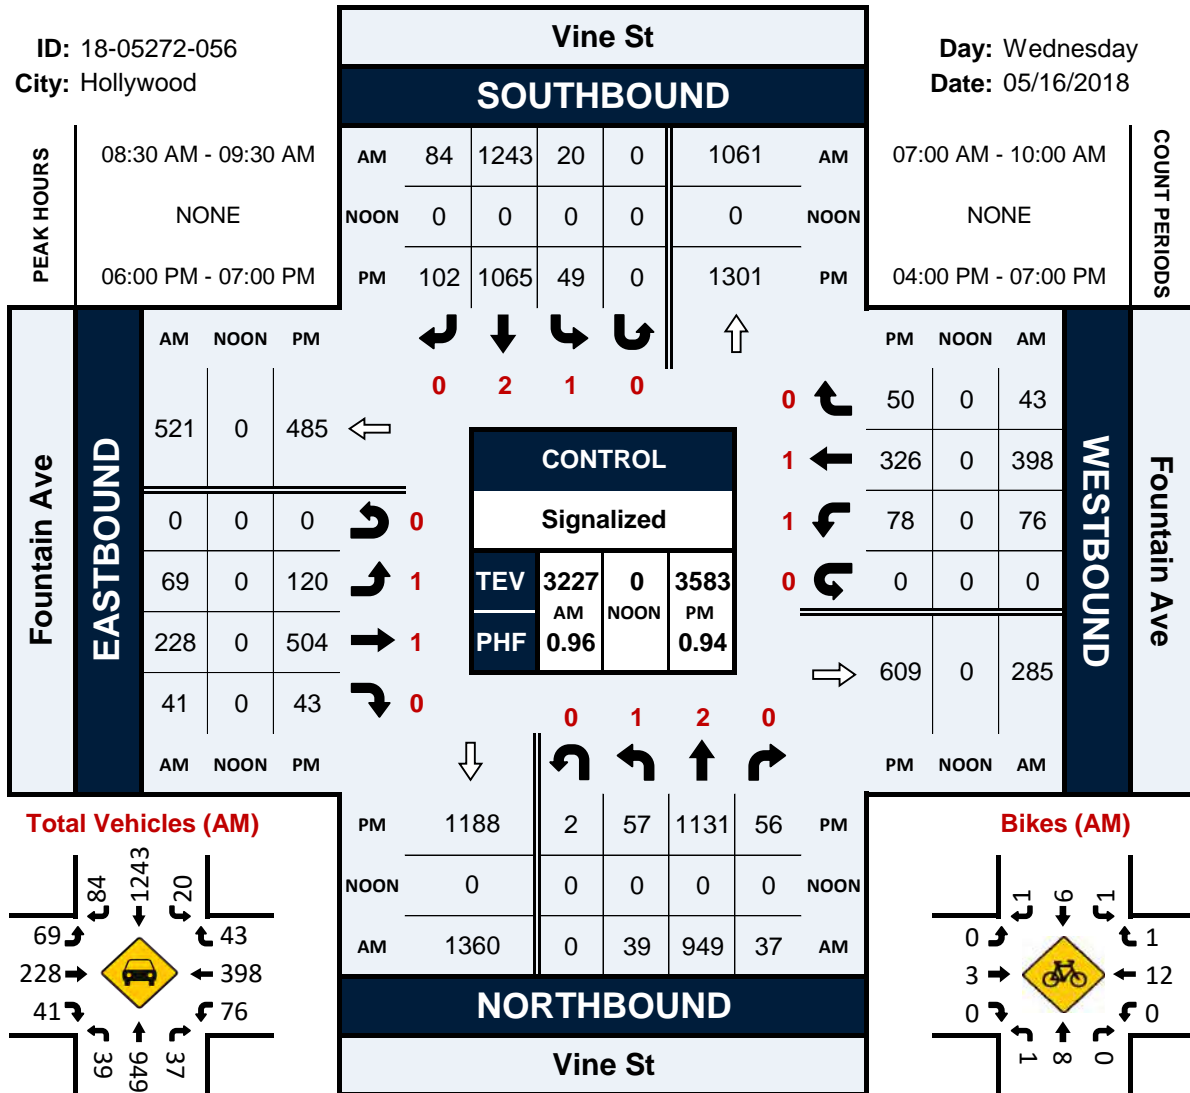 ID: 18-05272-056
City: Hollywood
Vine St
SOUTHBOUND
Day: Wednesday
Date: 05/16/2018
PEAK HOURS
08:30 AM - 09:30 AM
NONE
06:00 PM - 07:00 PM
AM 84 1243 20 0 1061 AM
NOON 0 0 0 0 0 NOON
PM 102 1065 49 0 1301 PM
07:00 AM - 10:00 AM
NONE
04:00 PM - 07:00 PM
COUNT PERIODS
0 2 1 0
Fountain Ave
EASTBOUND
AM NOON PM
521 0 485
0 0 0 0
69 0 120 1
228 0 504 1
41 0 43 0
AM NOON PM
CONTROL
Signalized
TEV 3227 0 3583
AM NOON PM
PHF 0.96 0.94
PM NOON AM
0 50 0 43
1 326 0 398
1 78 0 76
0 0 0 0
609 0 285
PM NOON AM
WESTBOUND
Fountain Ave
0 1 2 0
PM 1188 2 57 1131 56 PM
NOON 0 0 0 0 0 NOON
AM 1360 0 39 949 37 AM
NORTHBOUND
Vine St
Total Vehicles (AM)
84 1243 20
69 43
228 398
41 76
39 949 37
Bikes (AM)
1 6 1
0 1
3 12
0 0
1 8 0